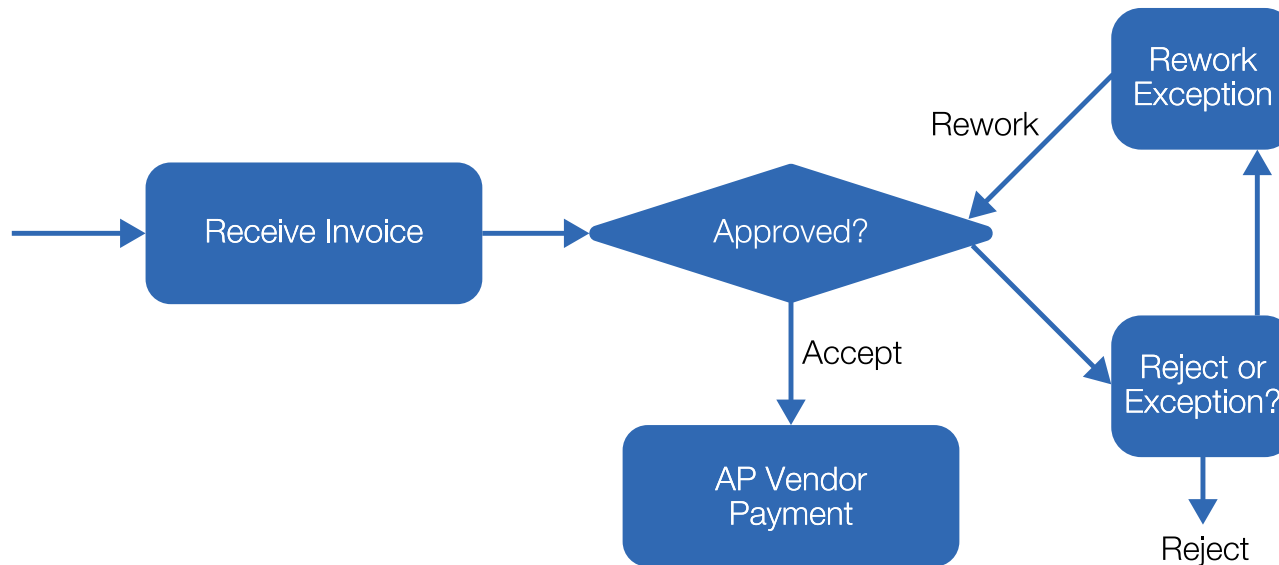 Rework
Exception
Rework
Receive Invoice
Approved?
Accept
Reject or
Exception?
AP Vendor
Payment
Reject